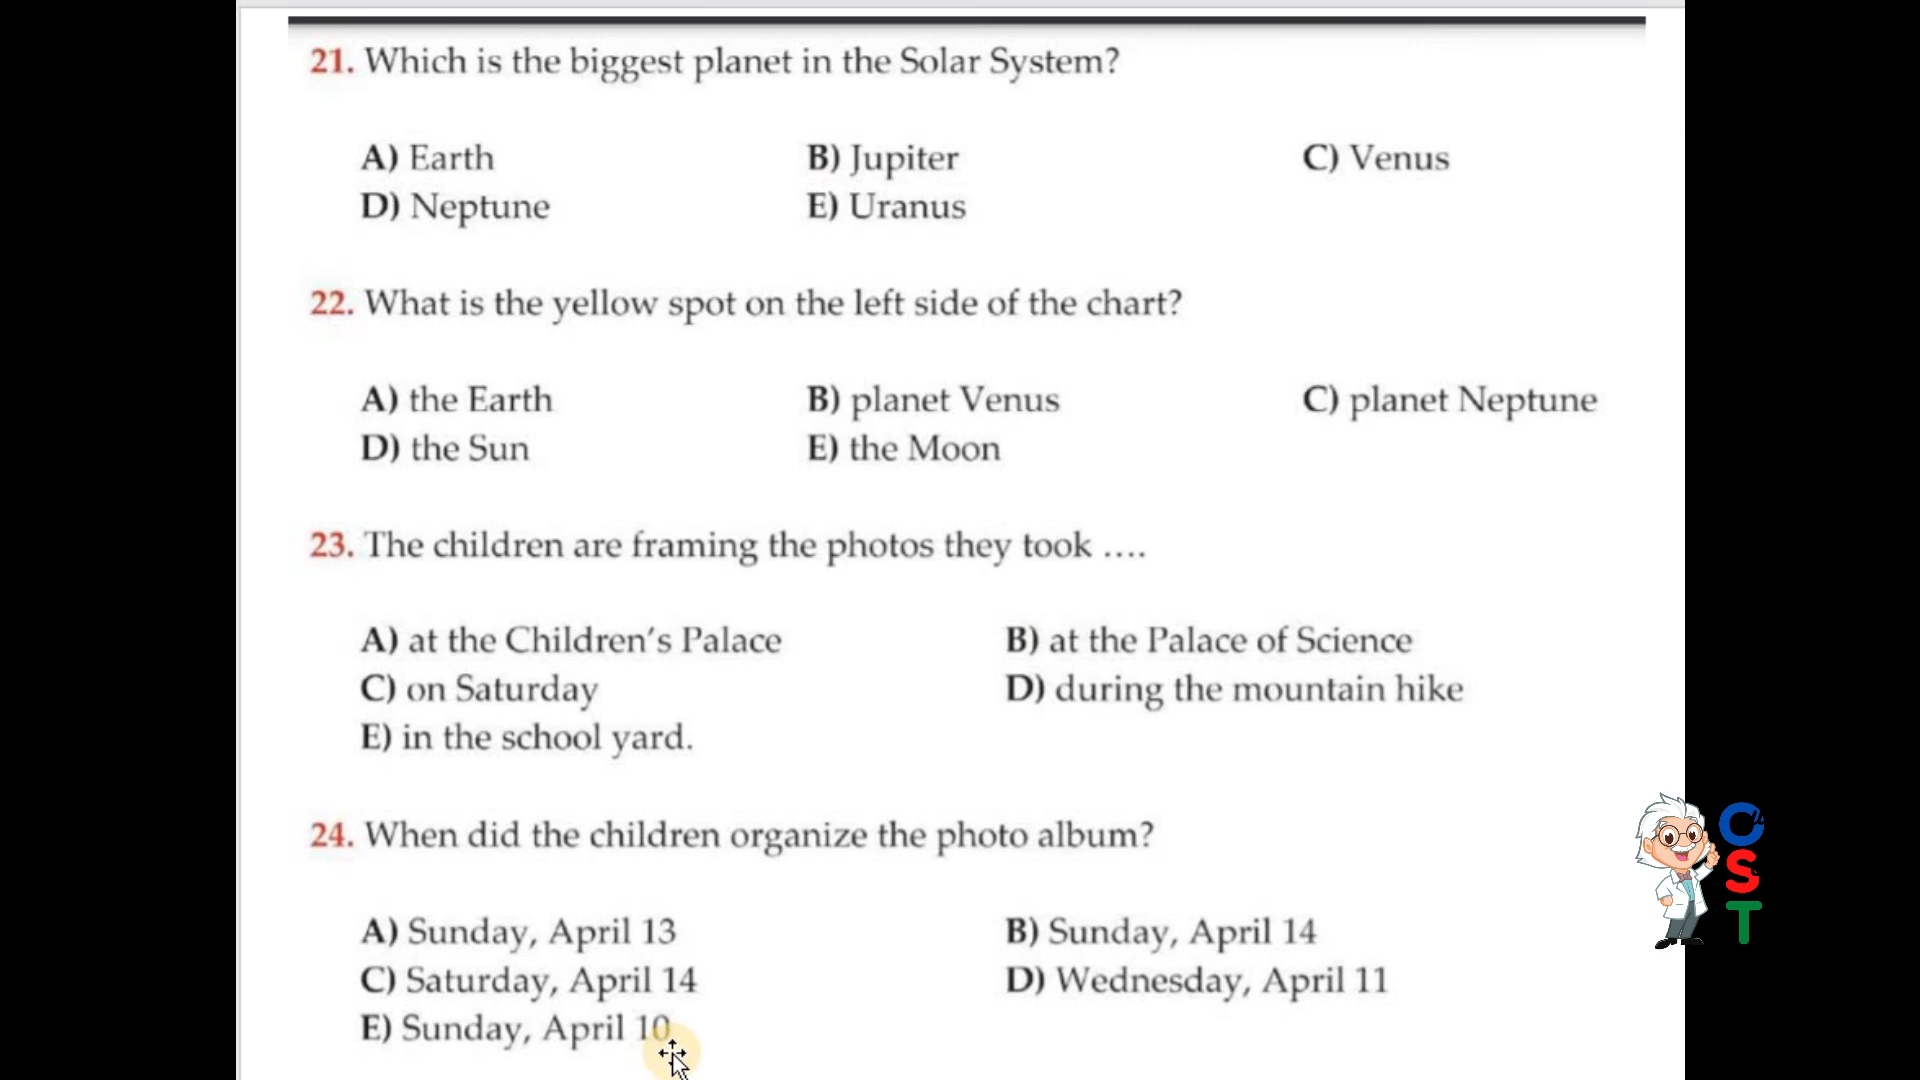 21. Which is the biggest planet in the Solar System?
A) Earth B) Jupiter C) Venus
D) Neptune E) Uranus
22. What is the yellow spot on the left side of the chart?
A) the Earth B) planet Venus C) planet Neptune
D) the Sun E) the Moon
23. The children are framing the photos they took ....
A) at the Children's Palace B) at the Palace of Science
C) on Saturday D) during the mountain hike
E) in the school yard.
24. When did the children organize the photo album?
A) Sunday, April 13 B) Sunday, April 14
C) Saturday, April 14 D) Wednesday, April 11
E) Sunday, April 10
C
S
T